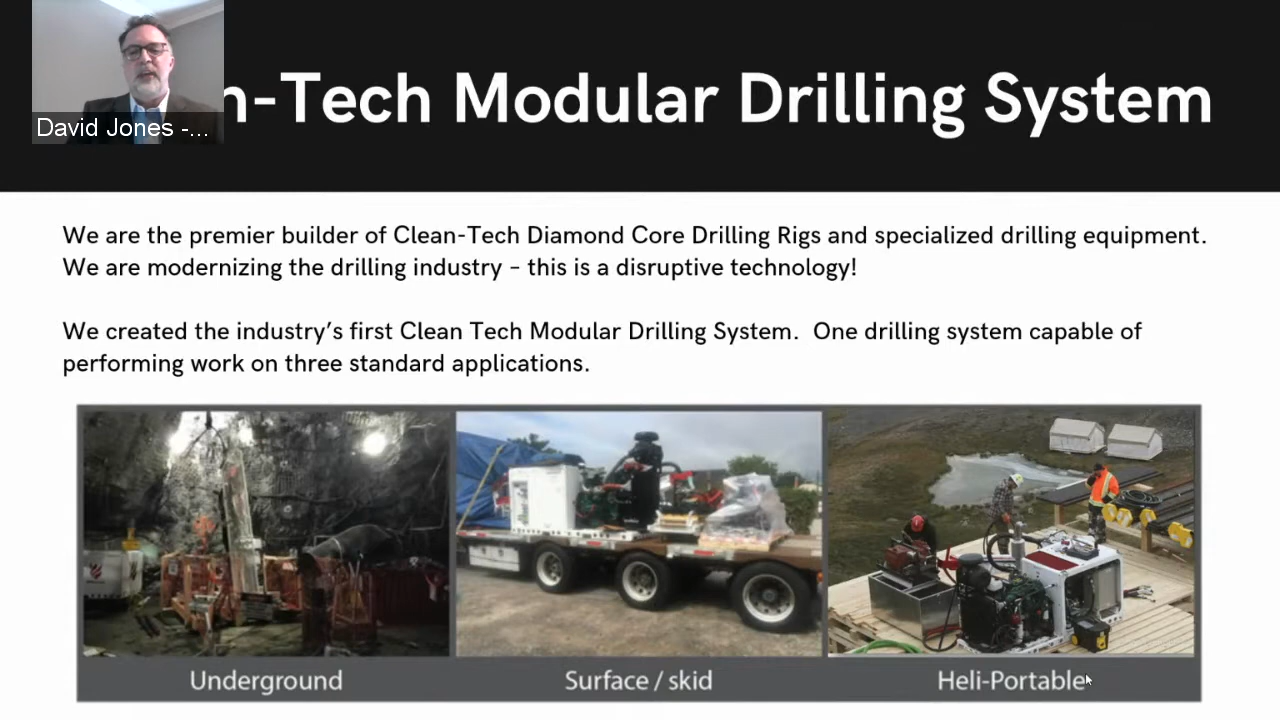 n-Tech Modular Drilling System
David Jones -...
We are the premier builder of Clean-Tech Diamond Core Drilling Rigs and specialized drilling equipment.
We are modernizing the drilling industry – this is a disruptive technology!
We created the industry’s first Clean Tech Modular Drilling System.  One drilling system capable of
performing work on three standard applications.
Underground
Surface / skid
Heli-Portable